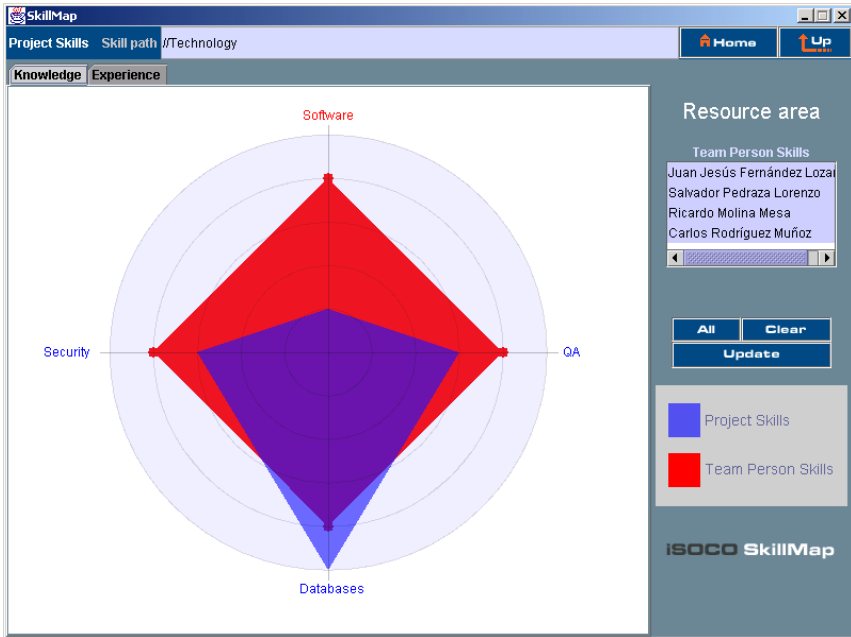 SkillMap
Project Skills Skill path //Technology Home Up
Knowledge Experience
Software
Security
QA
Databases
Resource area
Team Person Skills
Juan Jesús Fernández Lozar
Salvador Pedraza Lorenzo
Ricardo Molina Mesa
Carlos Rodríguez Muñoz
All Clear
Update
Project Skills
Team Person Skills
iSOCO SkillMap